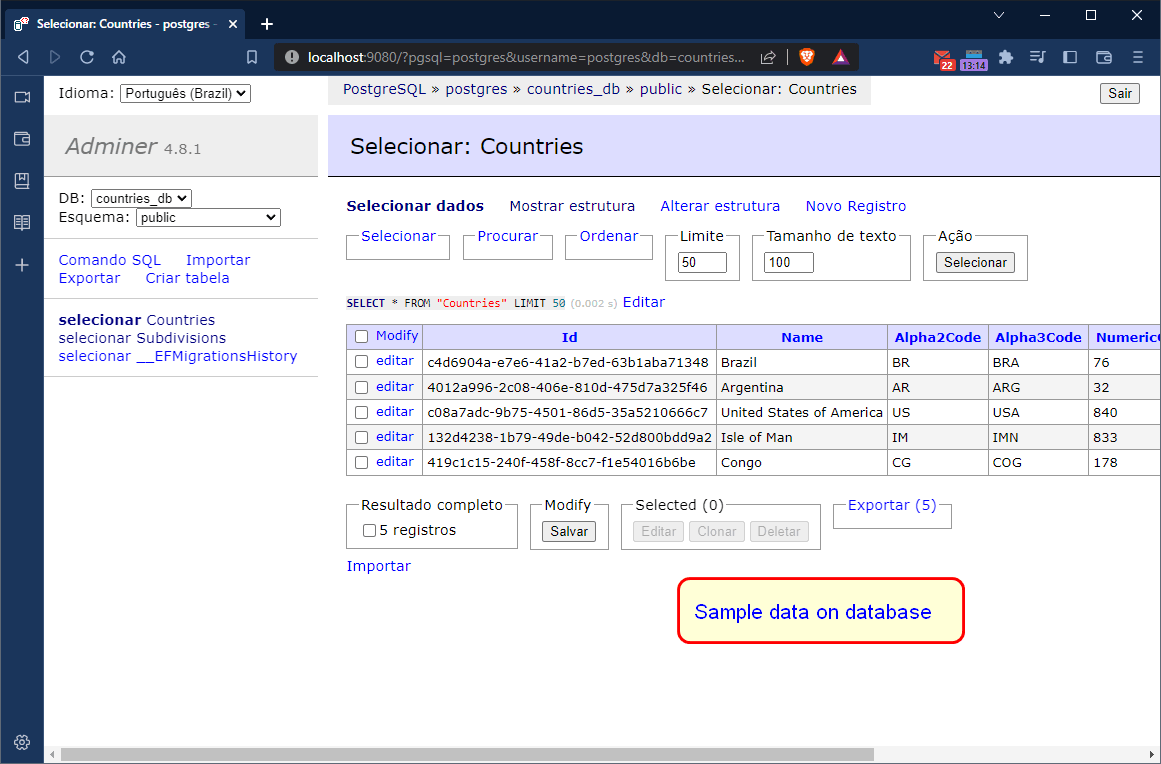 Selecionar: Countries - postgres -
localhost:9080/?pgsql=postgres&username=postgres&db=countries...
22
13:14
Idioma: Português (Brazil)
PostgreSQL » postgres » countries_db » public » Selecionar: Countries
Sair
Adminer 4.8.1
Selecionar: Countries
DB: countries_db
Esquema: public
Comando SQL Importar
Exportar Criar tabela
selecionar Countries
selecionar Subdivisions
selecionar __EFMigrationsHistory
Selecionar dados Mostrar estrutura Alterar estrutura Novo Registro
Selecionar Procurar Ordenar Limite Tamanho de texto Ação
50 100 Selecionar
SELECT * FROM "Countries" LIMIT 50 (0.002 s) Editar
Modify Id Name Alpha2Code Alpha3Code Numeric
editar c4d6904a-e7e6-41a2-b7ed-63b1aba71348 Brazil BR BRA 76
editar 4012a996-2c08-406e-810d-475d7a325f46 Argentina AR ARG 32
editar c08a7adc-9b75-4501-86d5-35a5210666c7 United States of America US USA 840
editar 132d4238-1b79-49de-b042-52d800bdd9a2 Isle of Man IM IMN 833
editar 419c1c15-240f-458f-8cc7-f1e54016b6be Congo CG COG 178
Resultado completo Modify Selected (0) Exportar (5)
5 registros Salvar Editar Clonar Deletar
Importar
Sample data on database